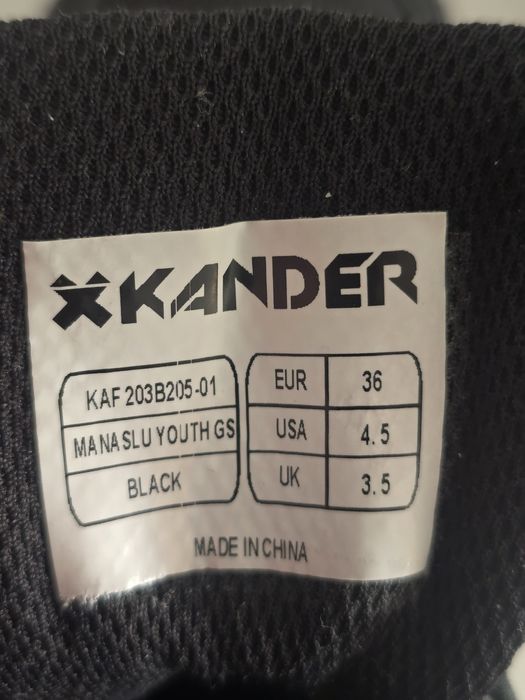 KANDER
KAF 203B205-01
MANASLU YOUTH GS
BLACK
EUR 36
USA 4.5
UK 3.5
MADE IN CHINA